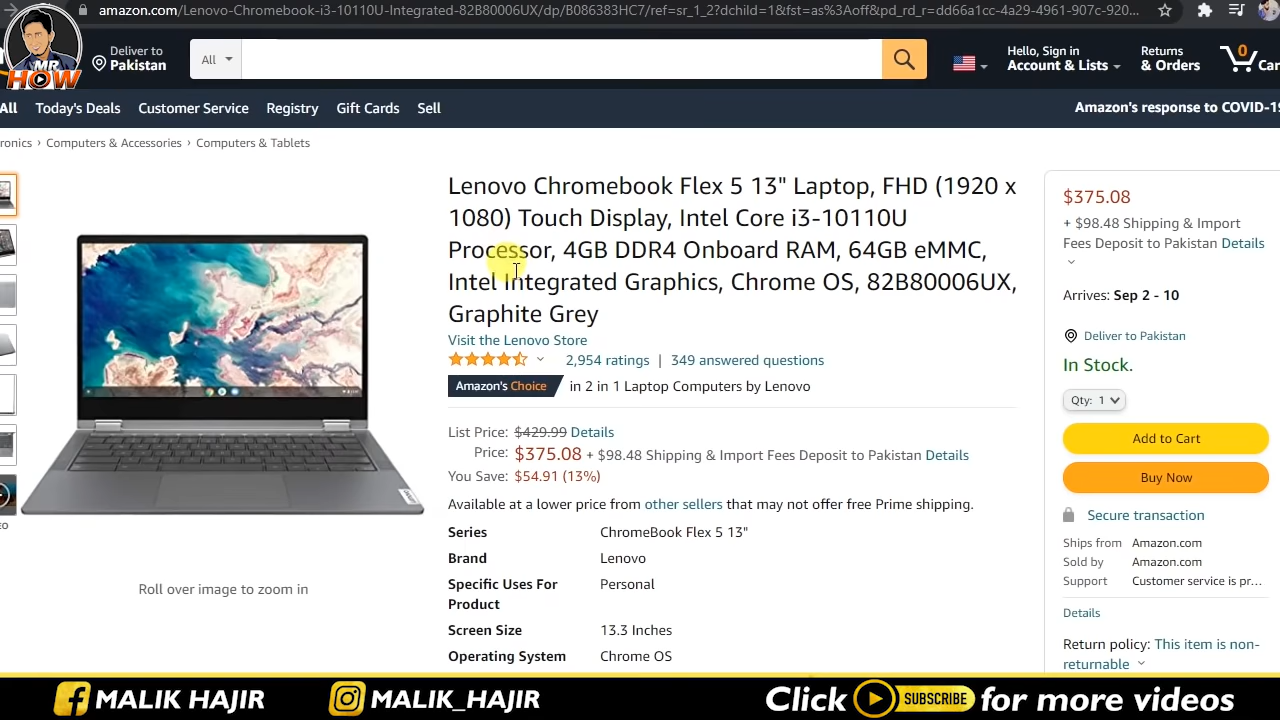 amazon.com/Lenovo-Chromebook-i3-10110U-Integrated-82B80006UX/dp/B086383HC7/ref=sr_1_2?dchild=1&fst=as%3Aoff&pd_rd_r=dd66a1cc-4a29-4961-907c-920...
MR
HOW
Deliver to
Pakistan
All
Hello, Sign in
Account & Lists
Returns
& Orders
0
Car
All Today's Deals Customer Service Registry Gift Cards Sell
Amazon's response to COVID-19
ronics › Computers & Accessories › Computers & Tablets
Lenovo Chromebook Flex 5 13" Laptop, FHD (1920 x
1080) Touch Display, Intel Core i3-10110U
Processor, 4GB DDR4 Onboard RAM, 64GB eMMC,
Intel Integrated Graphics, Chrome OS, 82B80006UX,
Graphite Grey
Visit the Lenovo Store
2,954 ratings | 349 answered questions
Amazon's Choice in 2 in 1 Laptop Computers by Lenovo
List Price: $429.99 Details
Price: $375.08 + $98.48 Shipping & Import Fees Deposit to Pakistan Details
You Save: $54.91 (13%)
Available at a lower price from other sellers that may not offer free Prime shipping.
Series ChromeBook Flex 5 13"
Brand Lenovo
Specific Uses For Personal
Product
Screen Size 13.3 Inches
Operating System Chrome OS
Lenovo
EO
Roll over image to zoom in
$375.08
+ $98.48 Shipping & Import
Fees Deposit to Pakistan Details
Arrives: Sep 2 - 10
Deliver to Pakistan
In Stock.
Qty: 1
Add to Cart
Buy Now
Secure transaction
Ships from Amazon.com
Sold by Amazon.com
Support Customer service is pr...
Details
Return policy: This item is non-
returnable
MALIK HAJIR
MALIK_HAJIR
Click SUBSCRIBE for more videos